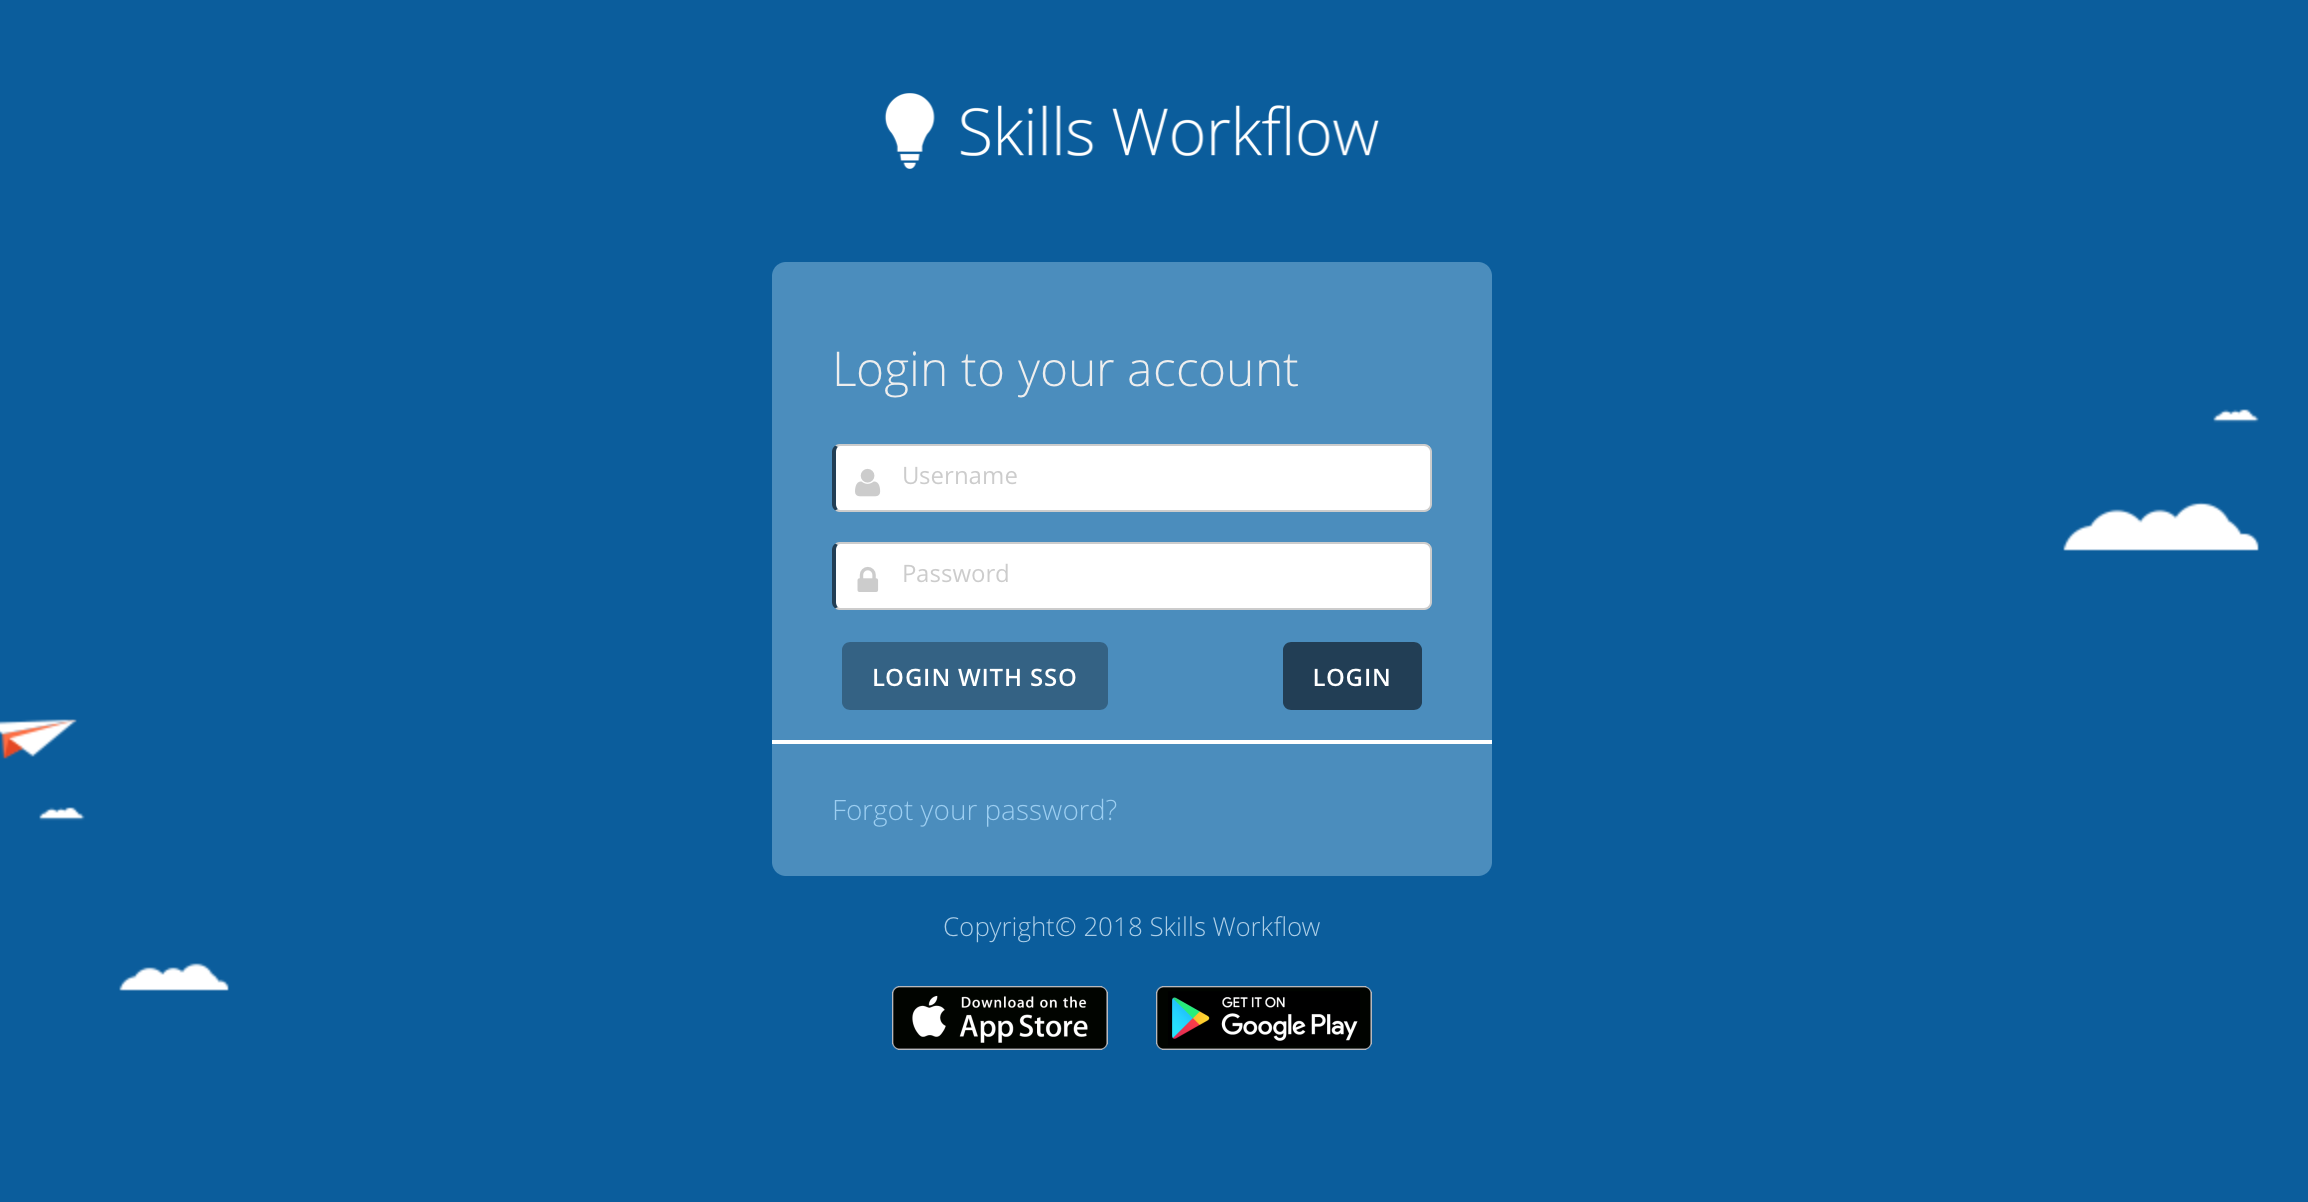 Skills Workflow
Login to your account
Username
Password
LOGIN WITH SSO
LOGIN
Forgot your password?
Copyright© 2018 Skills Workflow
Download on the
App Store
GET IT ON
Google Play